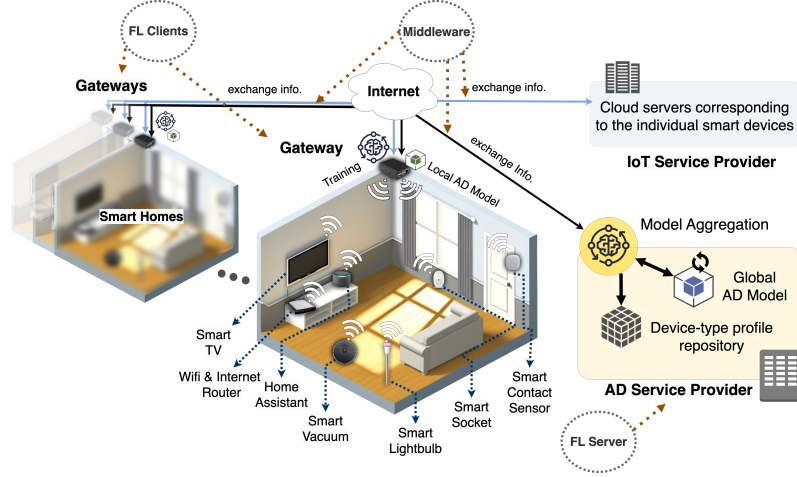 FL Clients
Middleware
Gateways
exchange info.
Internet
exchange info.
Cloud servers corresponding
to the individual smart devices
IoT Service Provider
exchange Info.
Gateway
Training
Local AD Model
Smart Homes
Model Aggregation
Global
AD Model
Device-type profile
repository
AD Service Provider
FL Server
Smart
TV
Wifi & Internet
Router
Home
Assistant
Smart
Vacuum
Smart
Lightbulb
Smart
Socket
Smart
Contact
Sensor